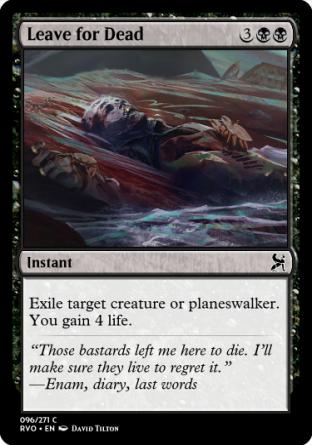 Leave for Dead 3
Instant
Exile target creature or planeswalker.
You gain 4 life.
“Those bastards left me here to die. I’ll
make sure they live to regret it.”
—Enam, diary, last words
096/271 C
RVO • EN DAVID TILTON